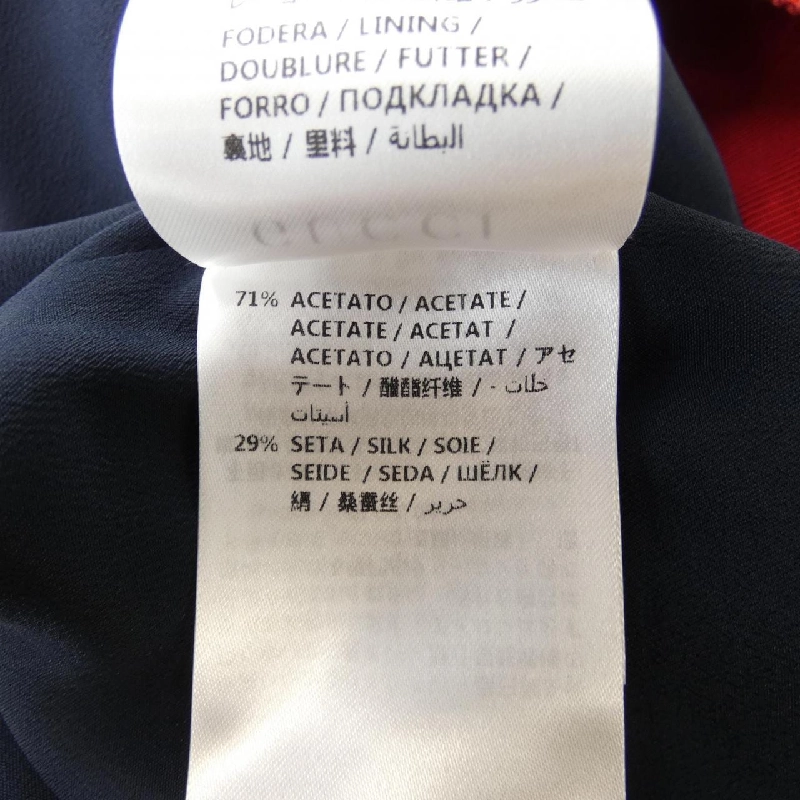 FODERA / LINING /
DOUBLURE / FUTTER /
FORRO / ПОДКЛАДКА /
裏地 / 里料 / البطانة
GUCCI
71% ACETATO / ACETATE /
ACETATE / ACETAT /
ACETATO / АЦЕТАТ / アセ
テート / 醋酯纤维 / خلات -
أسيتات
29% SETA / SILK / SOIE /
SEIDE / SEDA / ШЁЛК /
絹 / 桑蚕丝 / حرير